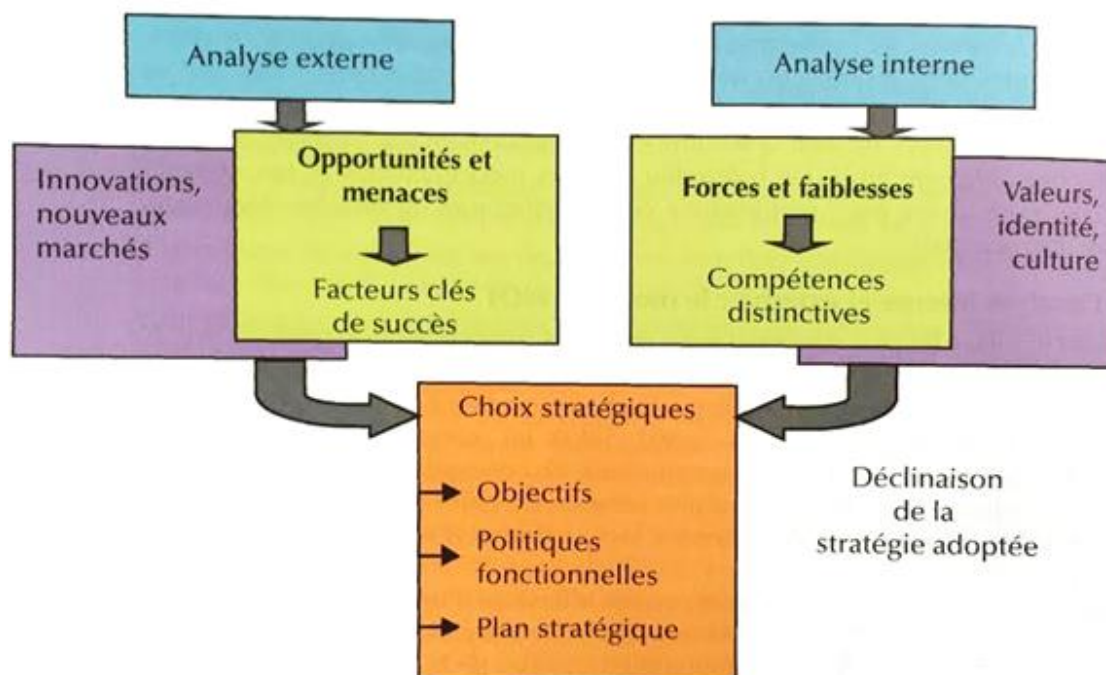 Analyse externe
Analyse interne
Innovations,
nouveaux
marchés
Opportunités et
menaces
Facteurs clés
de succès
Forces et faiblesses
Compétences
distinctives
Valeurs,
identité,
culture
Choix stratégiques
Objectifs
Politiques
fonctionnelles
Plan stratégique
Déclinaison
de la
stratégie adoptée